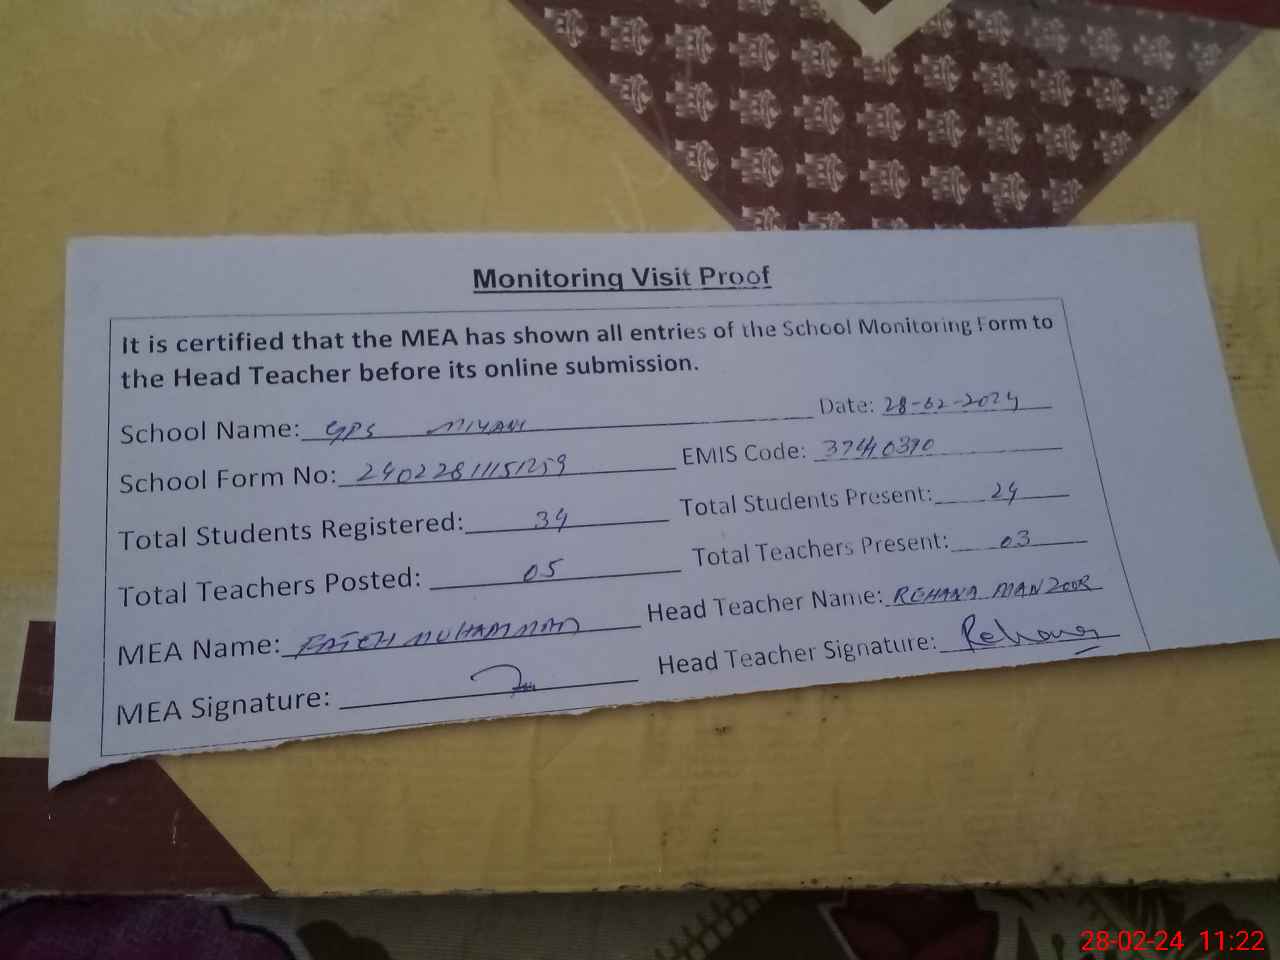 Monitoring Visit Proof
It is certified that the MEA has shown all entries of the School Monitoring Form to
the Head Teacher before its online submission.
School Name: GPS MIYANI Date: 28-02-2024
School Form No: 24022811151259 EMIS Code: 37440390
Total Students Registered: 34 Total Students Present: 24
Total Teachers Posted: 05 Total Teachers Present: 03
MEA Name: FATEH MUHAMMAD Head Teacher Name: REHANA MANZOOR
MEA Signature: Head Teacher Signature: Rehana
28-02-24 11:22